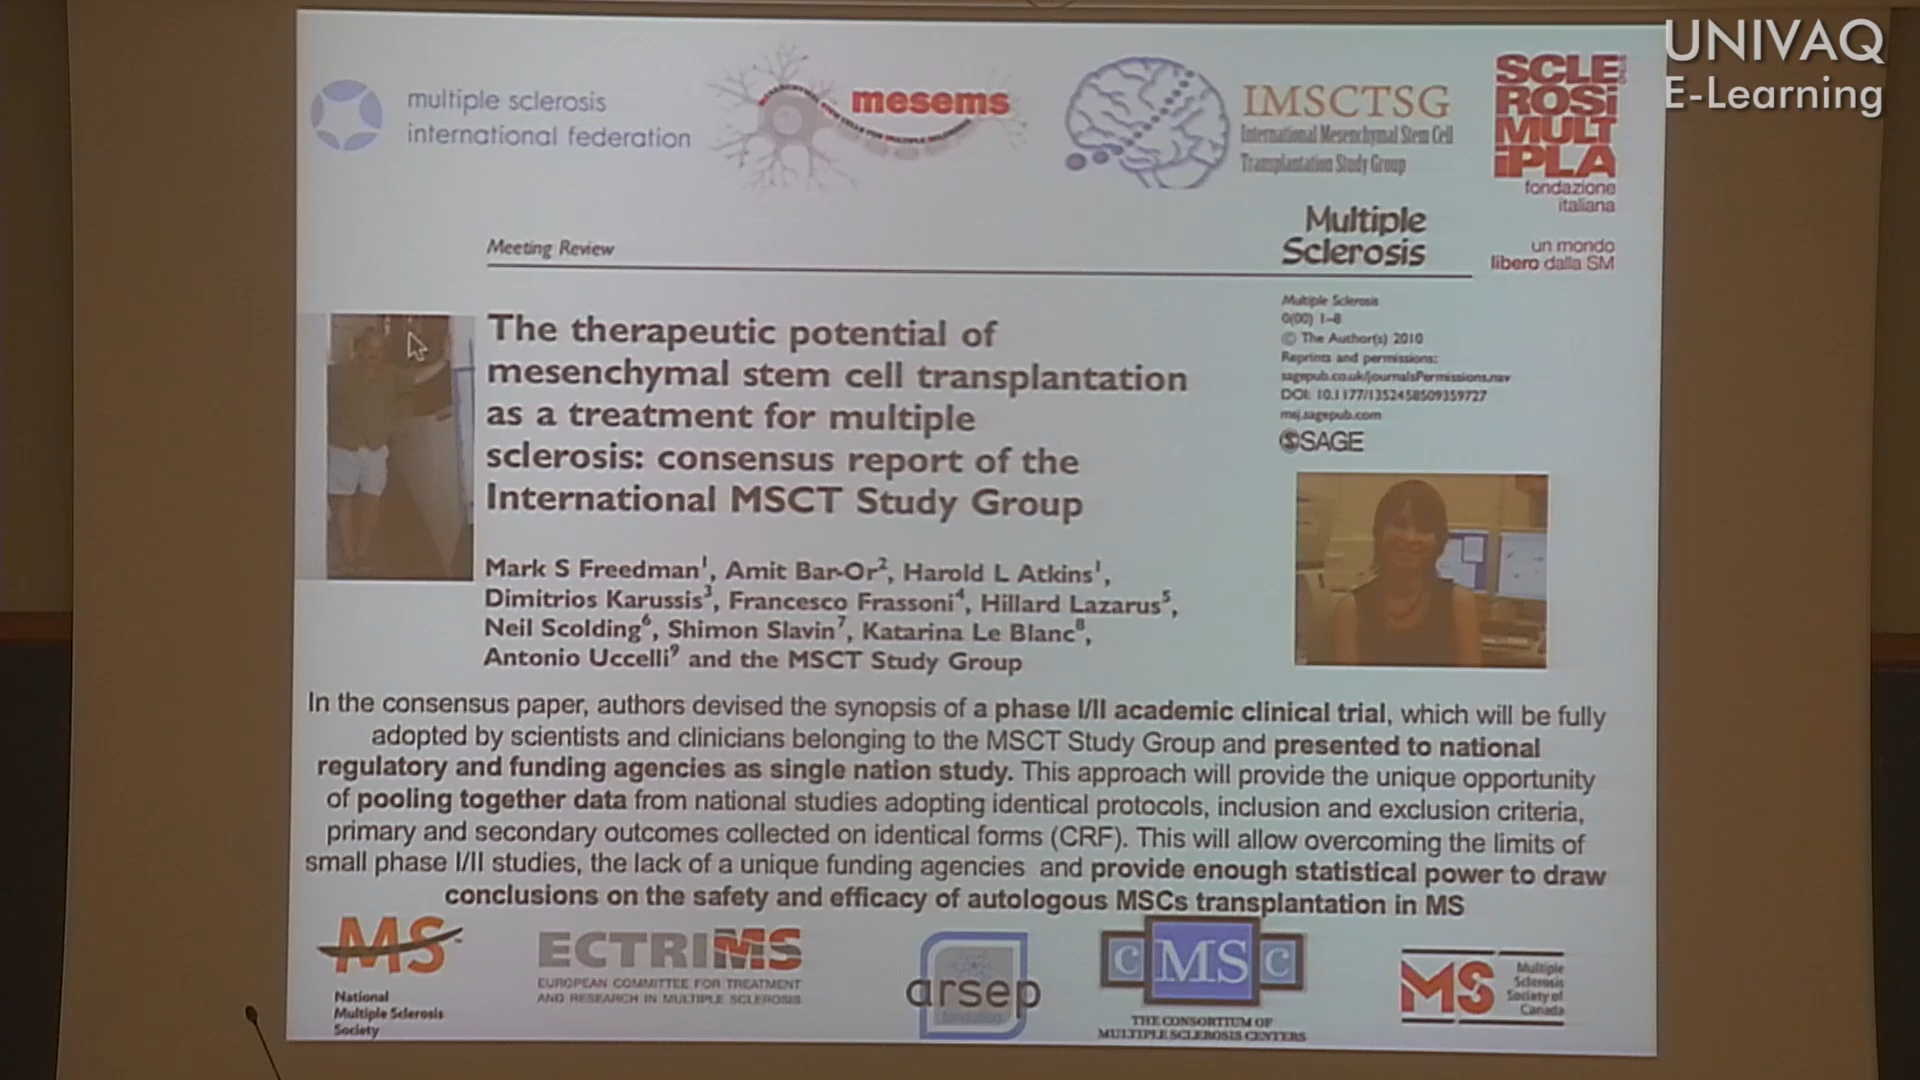 UNIVAQ
E-Learning
multiple sclerosis
international federation
mesems
IMSCTSG
International Mesenchymal Stem Cell
Transplantation Study Group
SCLE
ROSi
MULT
iPLA
fondazione
italiana
un mondo
libero dalla SM
Meeting Review
Multiple
Sclerosis
The therapeutic potential of
mesenchymal stem cell transplantation
as a treatment for multiple
sclerosis: consensus report of the
International MSCT Study Group
Multiple Sclerosis
0(00) 1–8
© The Author(s) 2010
Reprints and permissions:
sagepub.co.uk/journalsPermissions.nav
DOI: 10.1177/1352458509359727
msj.sagepub.com
SAGE
Mark S Freedman1, Amit Bar-Or2, Harold L Atkins1,
Dimitrios Karussis3, Francesco Frassoni4, Hillard Lazarus5,
Neil Scolding6, Shimon Slavin7, Katarina Le Blanc8,
Antonio Uccelli9 and the MSCT Study Group
In the consensus paper, authors devised the synopsis of a phase I/II academic clinical trial, which will be fully
adopted by scientists and clinicians belonging to the MSCT Study Group and presented to national
regulatory and funding agencies as single nation study. This approach will provide the unique opportunity
of pooling together data from national studies adopting identical protocols, inclusion and exclusion criteria,
primary and secondary outcomes collected on identical forms (CRF). This will allow overcoming the limits of
small phase I/II studies, the lack of a unique funding agencies and provide enough statistical power to draw
conclusions on the safety and efficacy of autologous MSCs transplantation in MS
MS
National
Multiple Sclerosis
Society
ECTRIMS
EUROPEAN COMMITTEE FOR TREATMENT
AND RESEARCH IN MULTIPLE SCLEROSIS
arsep
fondation
CMSC
THE CONSORTIUM OF
MULTIPLE SCLEROSIS CENTERS
MS
Multiple
Sclerosis
Society of
Canada